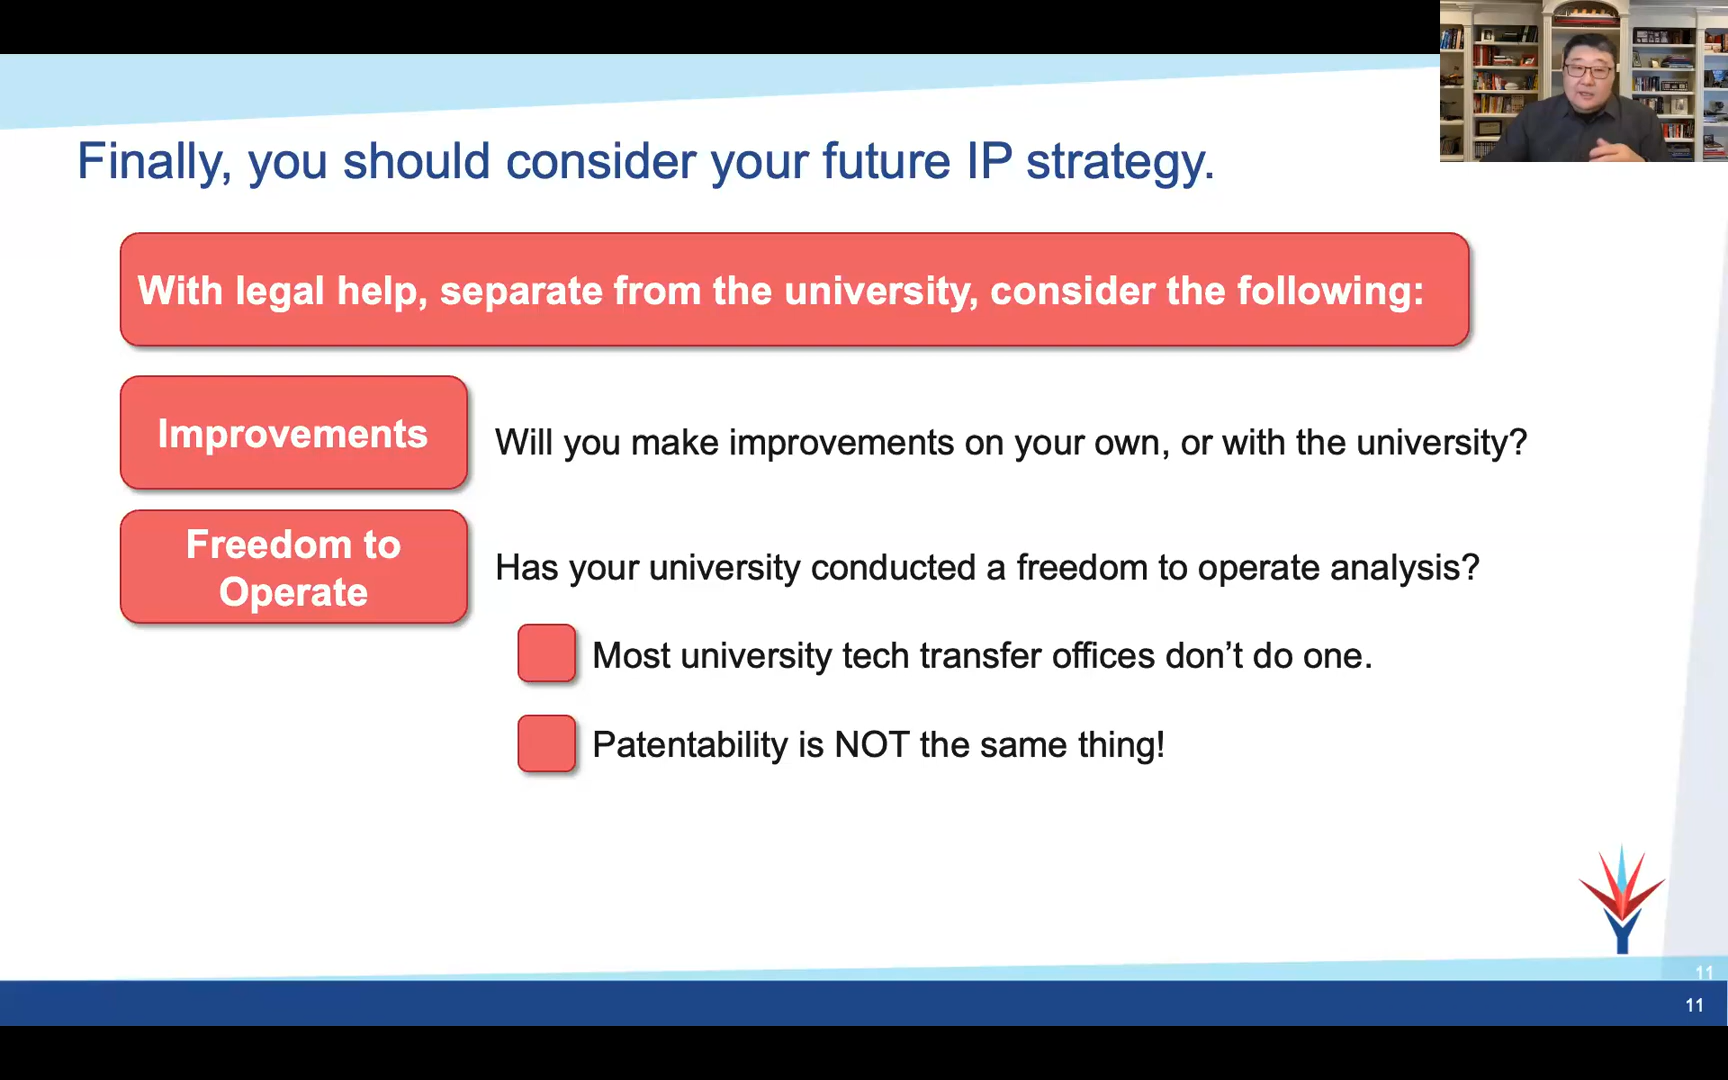 Finally, you should consider your future IP strategy.
With legal help, separate from the university, consider the following:
Improvements
Will you make improvements on your own, or with the university?
Freedom to
Operate
Has your university conducted a freedom to operate analysis?
Most university tech transfer offices don’t do one.
Patentability is NOT the same thing!
11
11